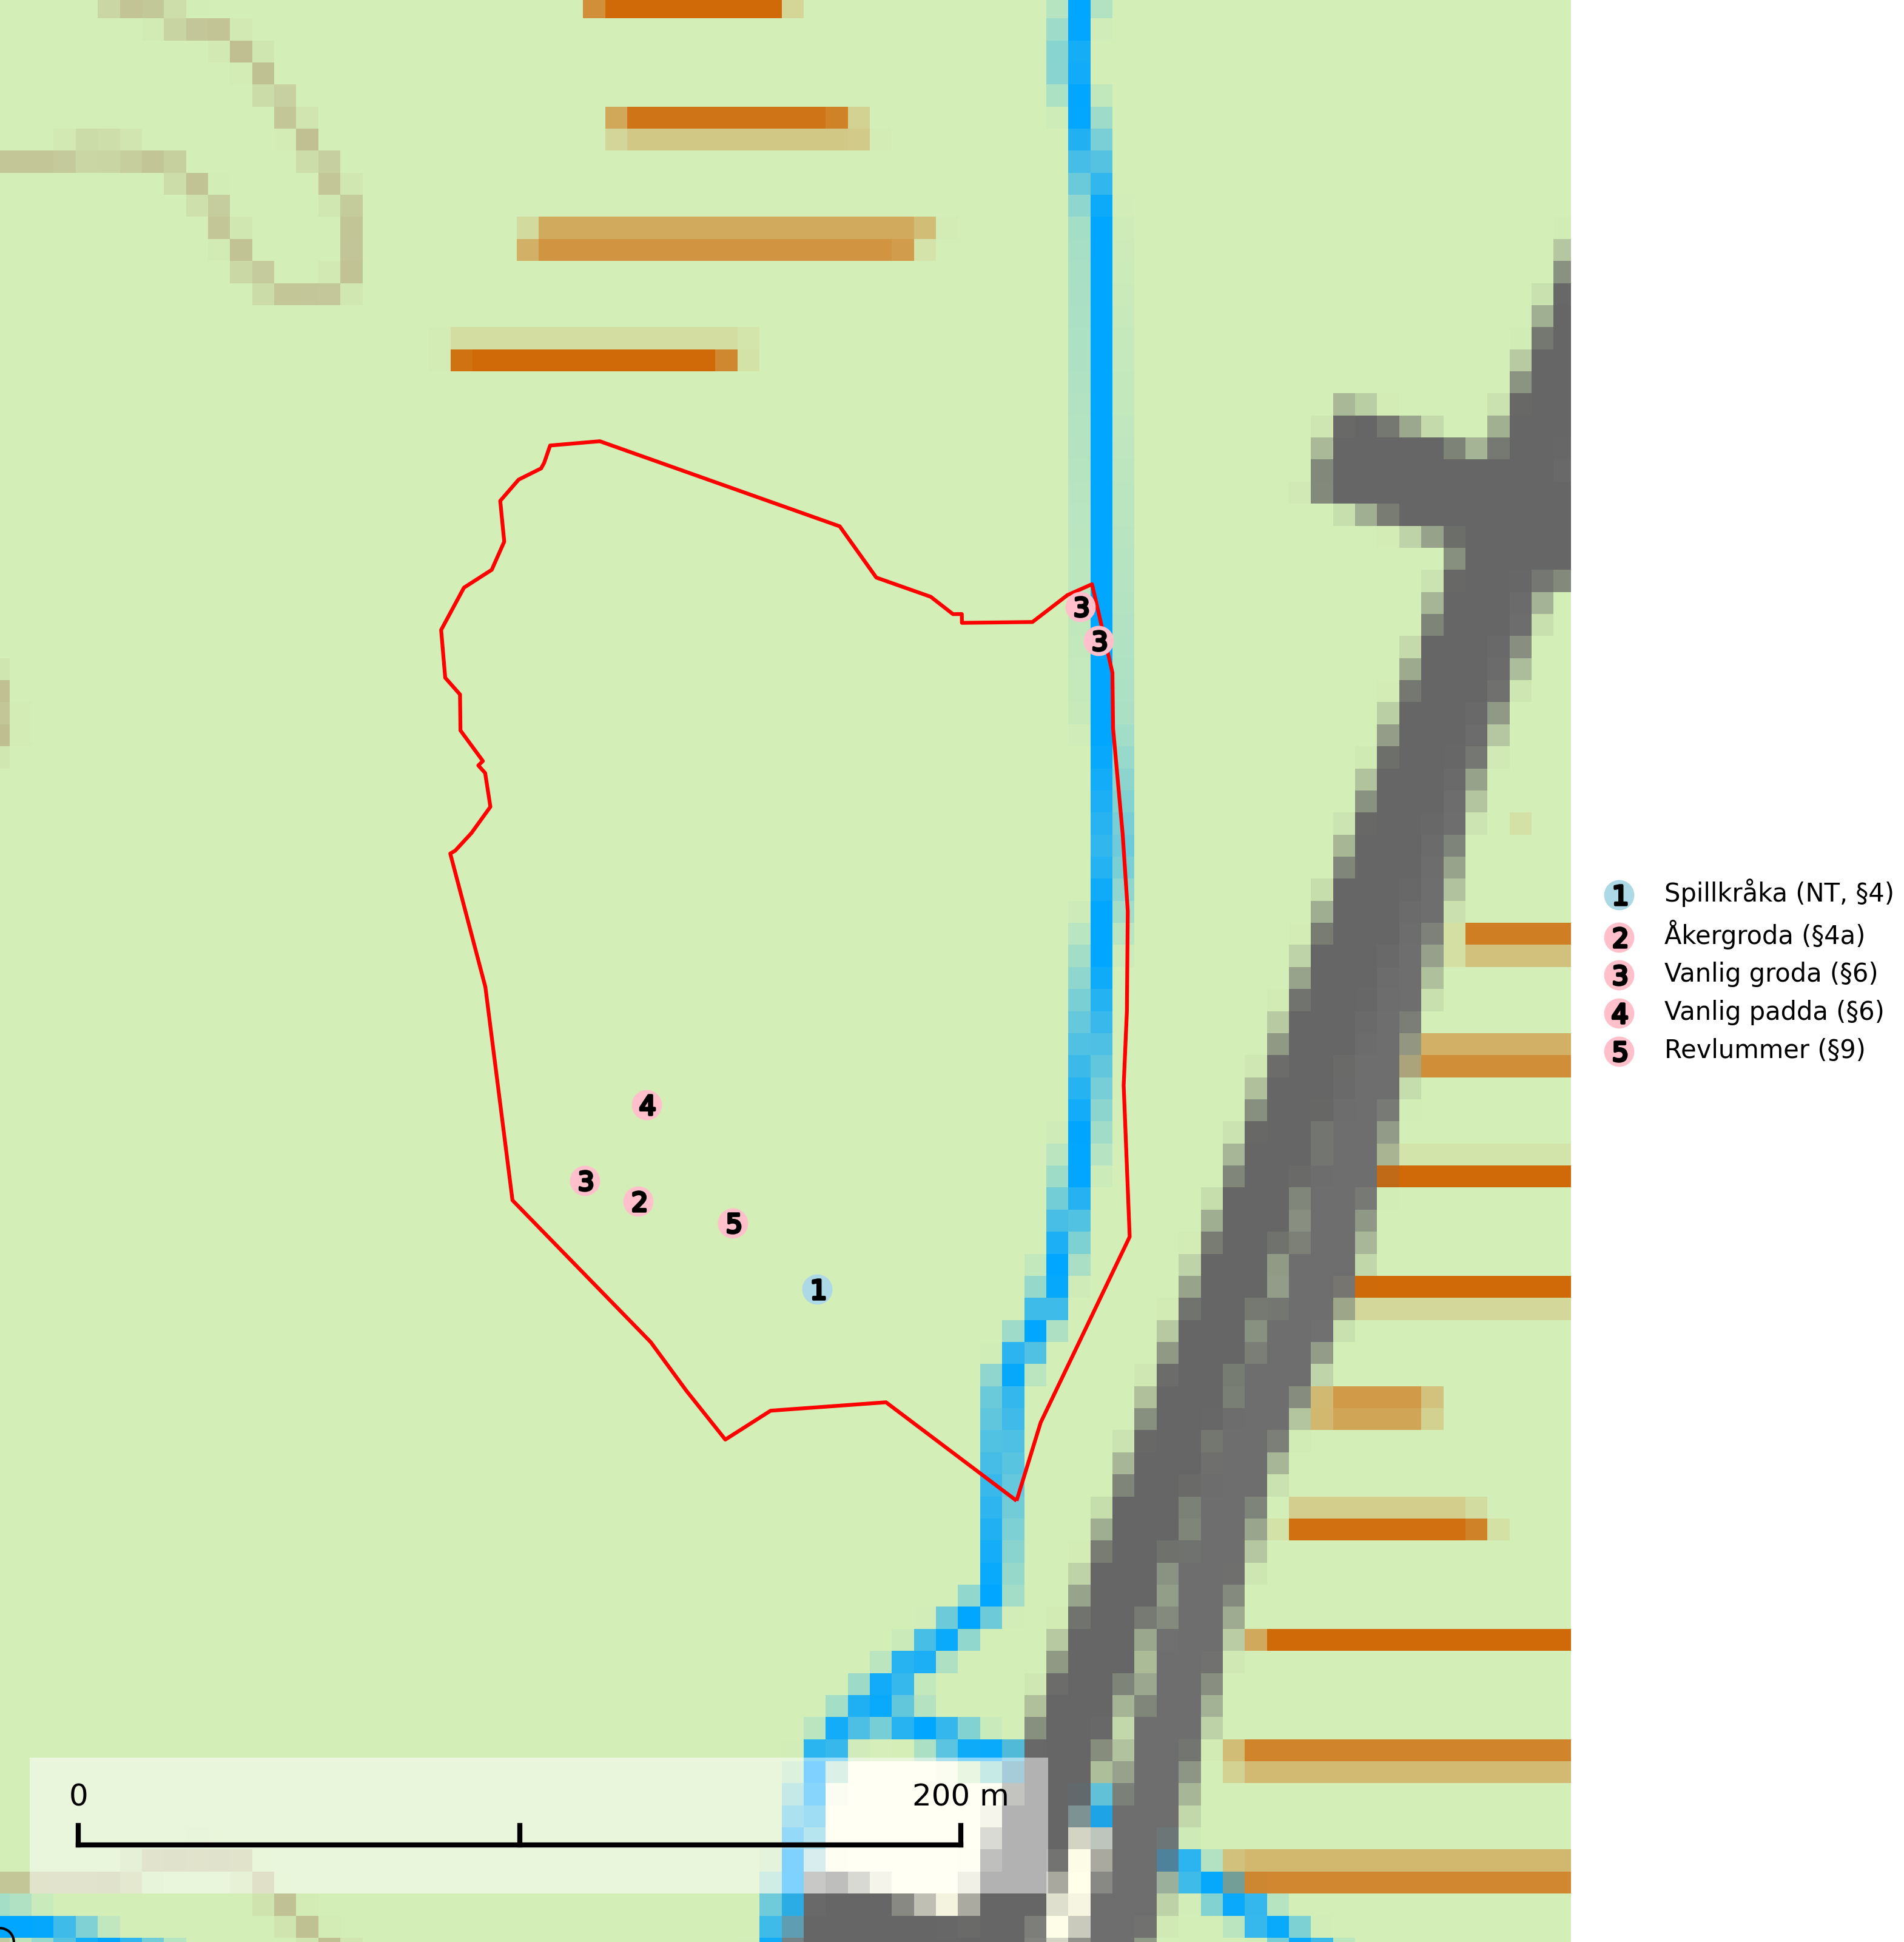 3
3
4
3
2
5
1
1 Spillkråka (NT, §4)
2 Åkergroda (§4a)
3 Vanlig groda (§6)
4 Vanlig padda (§6)
5 Revlummer (§9)
0 200 m